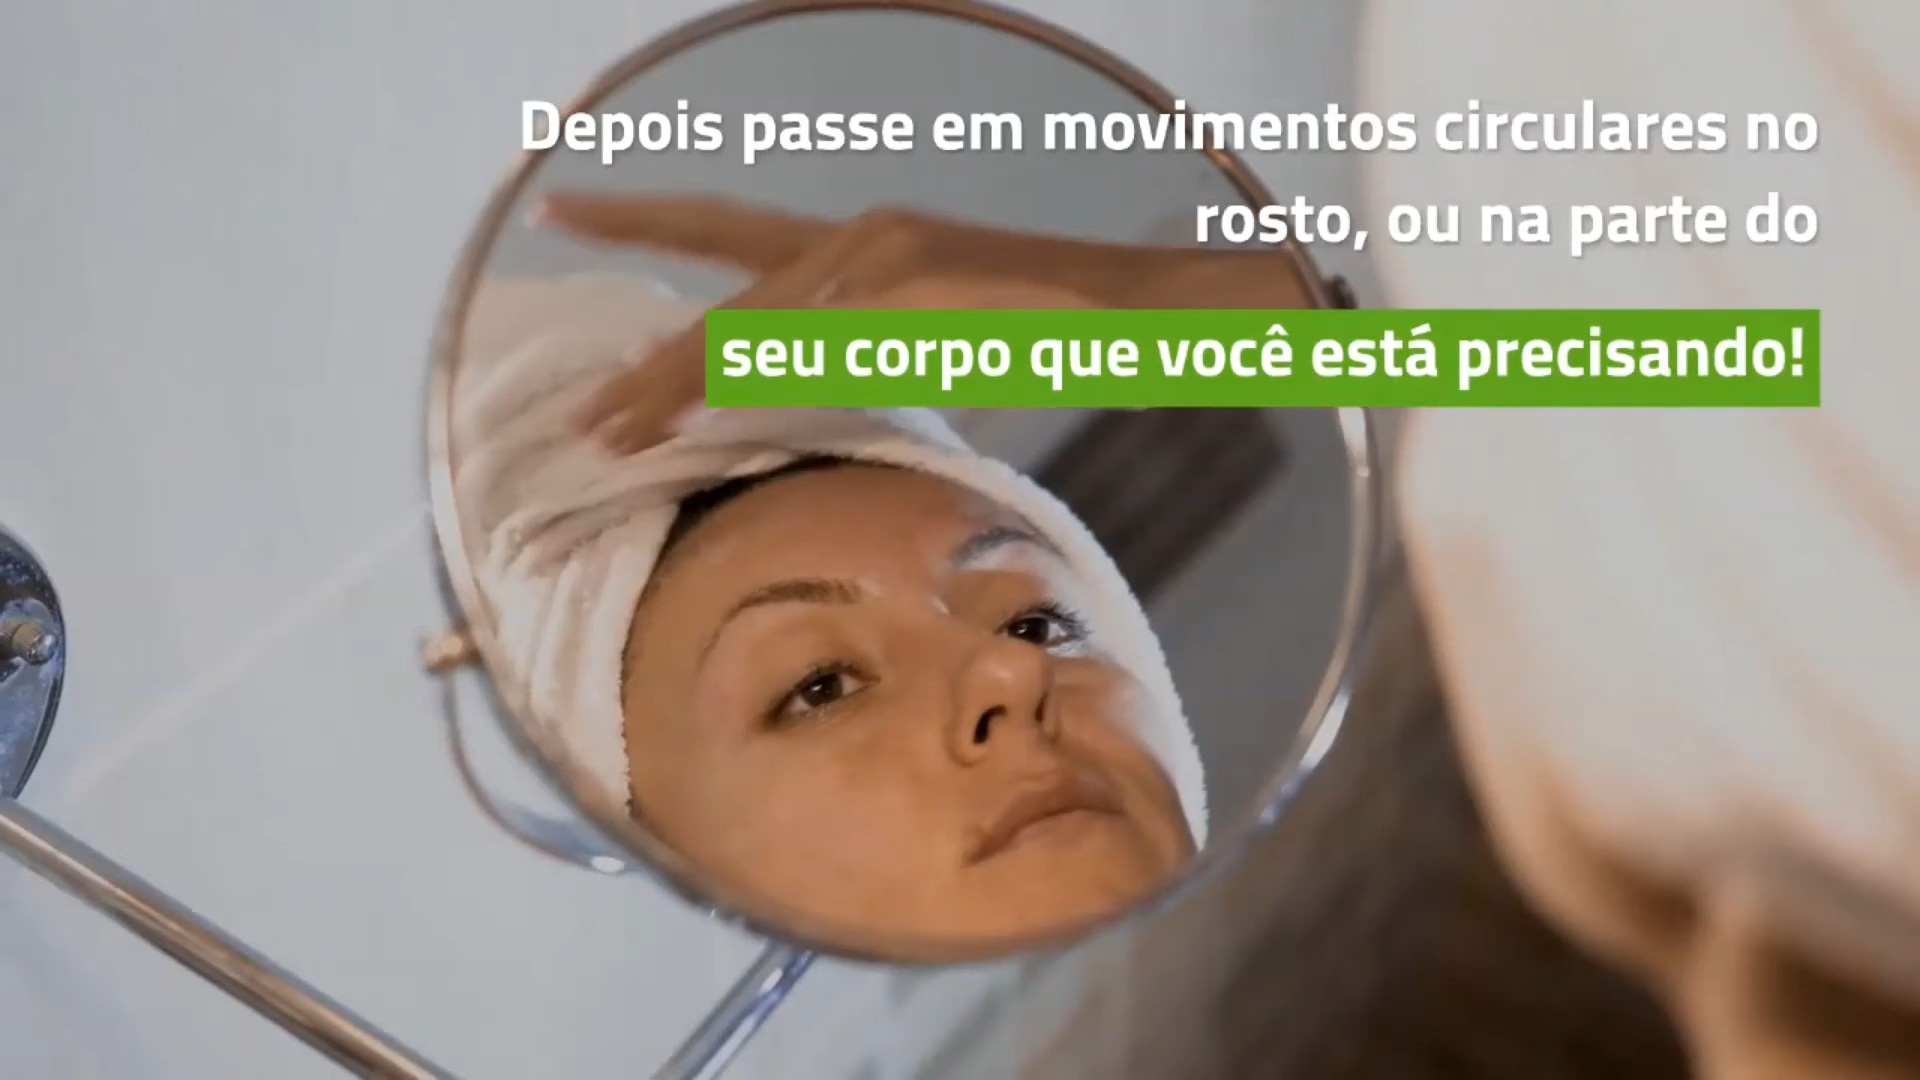 Depois passe em movimentos circulares no
rosto, ou na parte do
seu corpo que você está precisando!